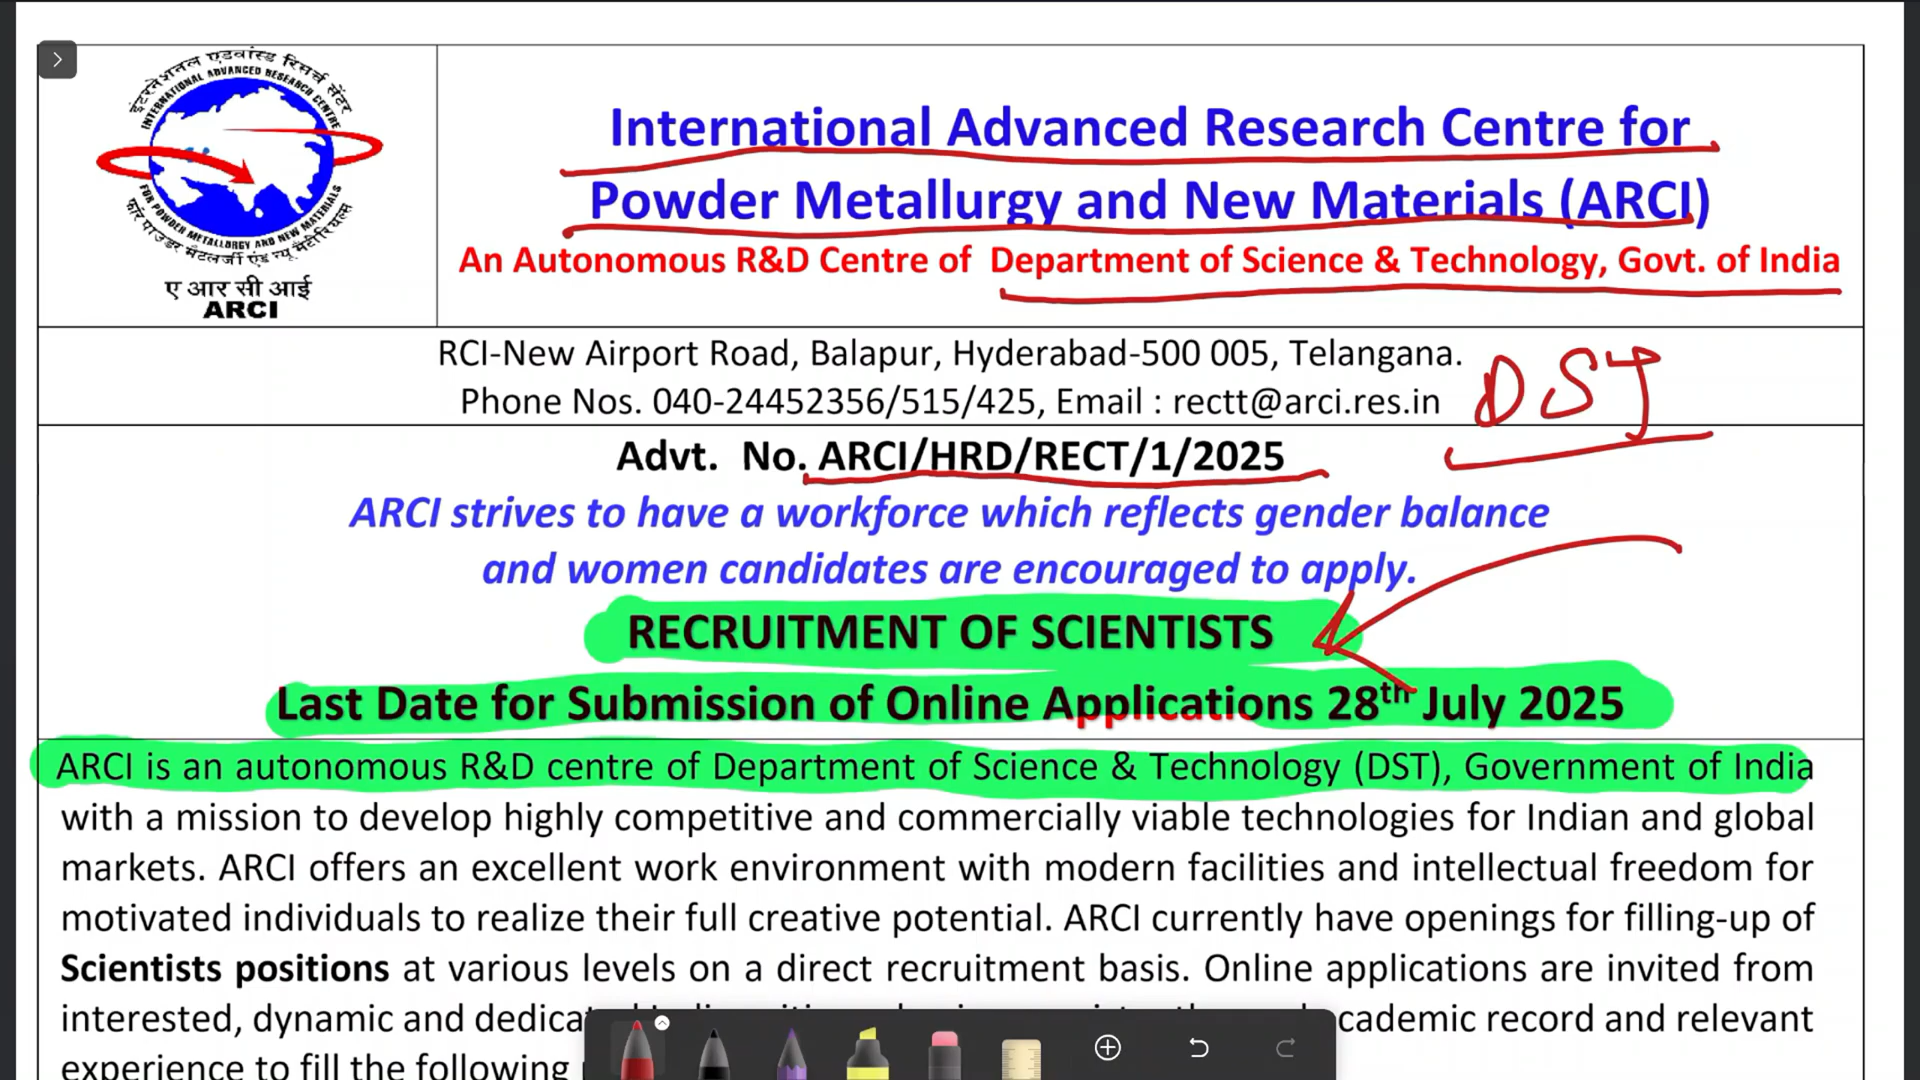 इंटरनेशनल एडवांस्ड रिसर्च सेंटर
INTERNATIONAL ADVANCED RESEARCH CENTRE
FOR POWDER METALLURGY AND NEW MATERIALS
फॉर पाउडर मेटलर्जी एंड न्यू मैटीरियल्स
ए आर सी आई
ARCI
International Advanced Research Centre for
Powder Metallurgy and New Materials (ARCI)
An Autonomous R&D Centre of Department of Science & Technology, Govt. of India
RCI-New Airport Road, Balapur, Hyderabad-500 005, Telangana.
Phone Nos. 040-24452356/515/425, Email : rectt@arci.res.in
DST
Advt. No. ARCI/HRD/RECT/1/2025
ARCI strives to have a workforce which reflects gender balance
and women candidates are encouraged to apply.
RECRUITMENT OF SCIENTISTS
Last Date for Submission of Online Applications 28th July 2025
ARCI is an autonomous R&D centre of Department of Science & Technology (DST), Government of India
with a mission to develop highly competitive and commercially viable technologies for Indian and global
markets. ARCI offers an excellent work environment with modern facilities and intellectual freedom for
motivated individuals to realize their full creative potential. ARCI currently have openings for filling-up of
Scientists positions at various levels on a direct recruitment basis. Online applications are invited from
interested, dynamic and academic record and relevant
experience to fill the following